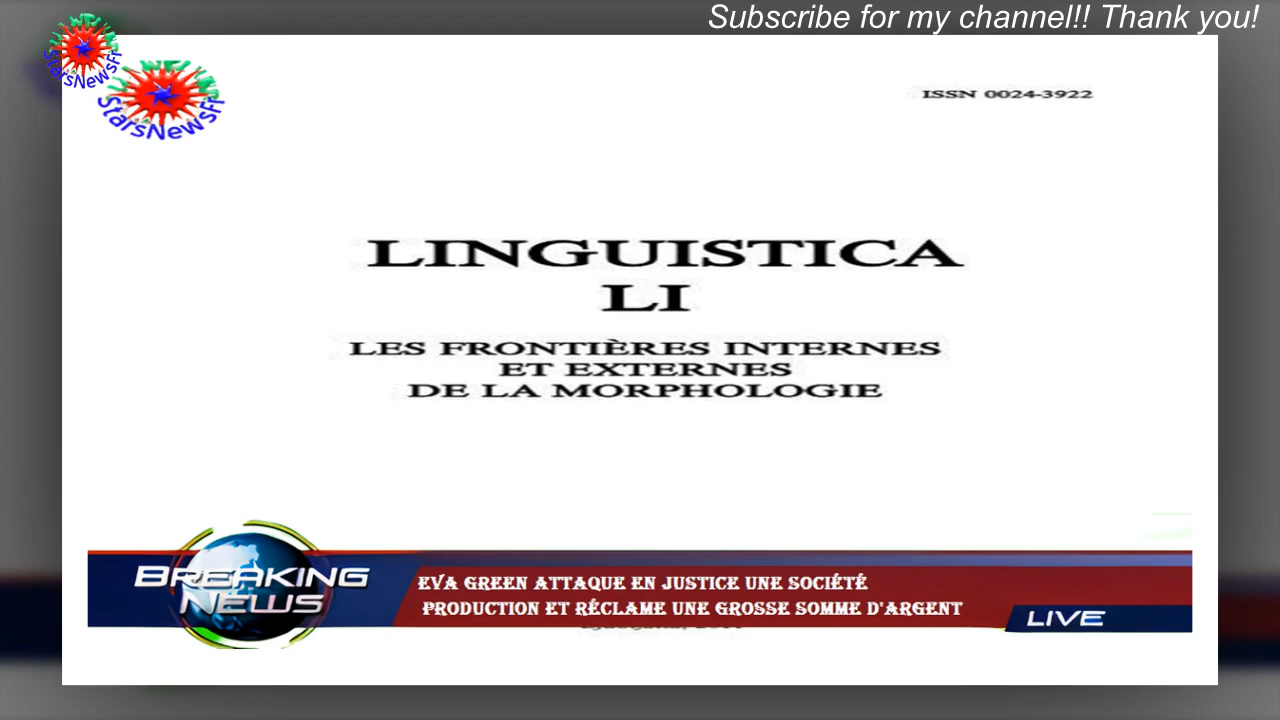 Subscribe for my channel!! Thank you!
StarsNewsFr
StarsNewsFr
ISSN 0024-3922
LINGUISTICA
LI
LES FRONTIÈRES INTERNES
ET EXTERNES
DE LA MORPHOLOGIE
BREAKING
NEWS
EVA GREEN ATTAQUE EN JUSTICE UNE SOCIÉTÉ
PRODUCTION ET RÉCLAME UNE GROSSE SOMME D'ARGENT
LIVE